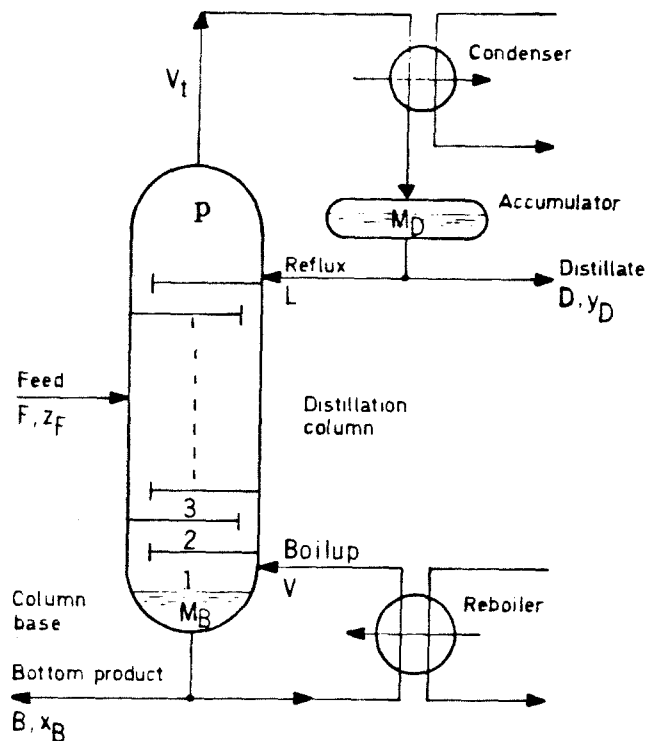 Condenser
V_t
p
Accumulator
M_D
Reflux
L
Distillate
D, y_D
Feed
F, z_F
Distillation
column
3
2
1
Boilup
V
M_B
Column
base
Reboiler
Bottom product
B, x_B